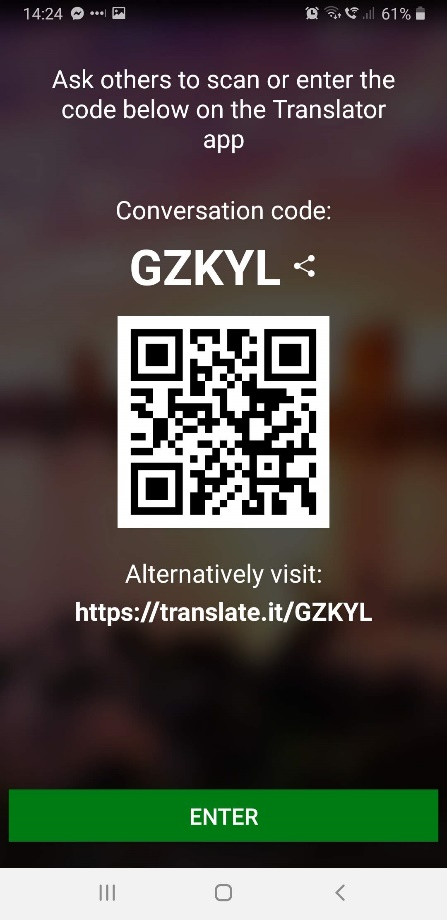 14:24
61%
Ask others to scan or enter the
code below on the Translator
app
Conversation code:
GZKYL
Alternatively visit:
https://translate.it/GZKYL
ENTER